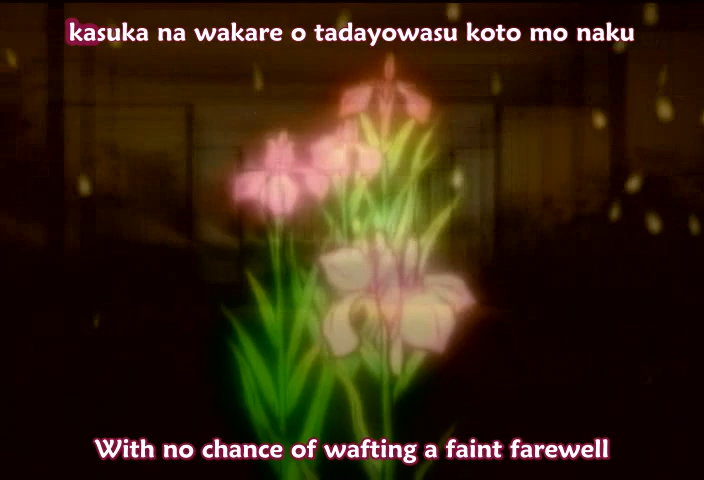 kasuka na wakare o tadayowasu koto mo naku
With no chance of wafting a faint farewell